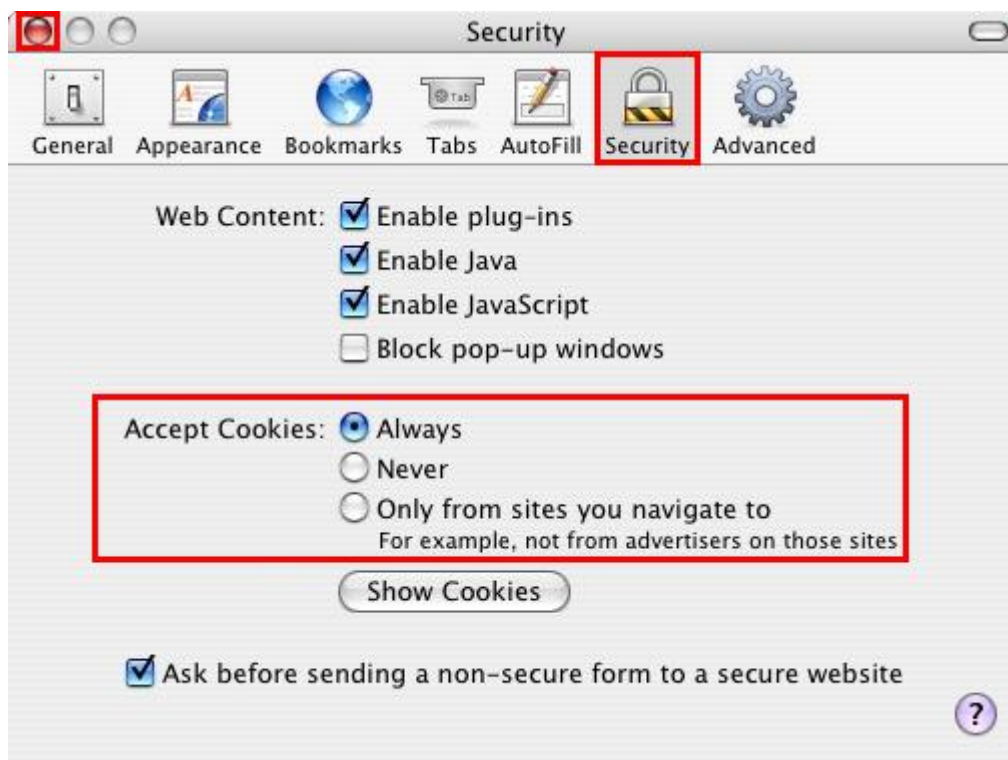 Security
General Appearance Bookmarks Tabs AutoFill Security Advanced
Web Content: Enable plug-ins
Enable Java
Enable JavaScript
Block pop-up windows
Accept Cookies: Always
Never
Only from sites you navigate to
For example, not from advertisers on those sites
Show Cookies
Ask before sending a non-secure form to a secure website
?